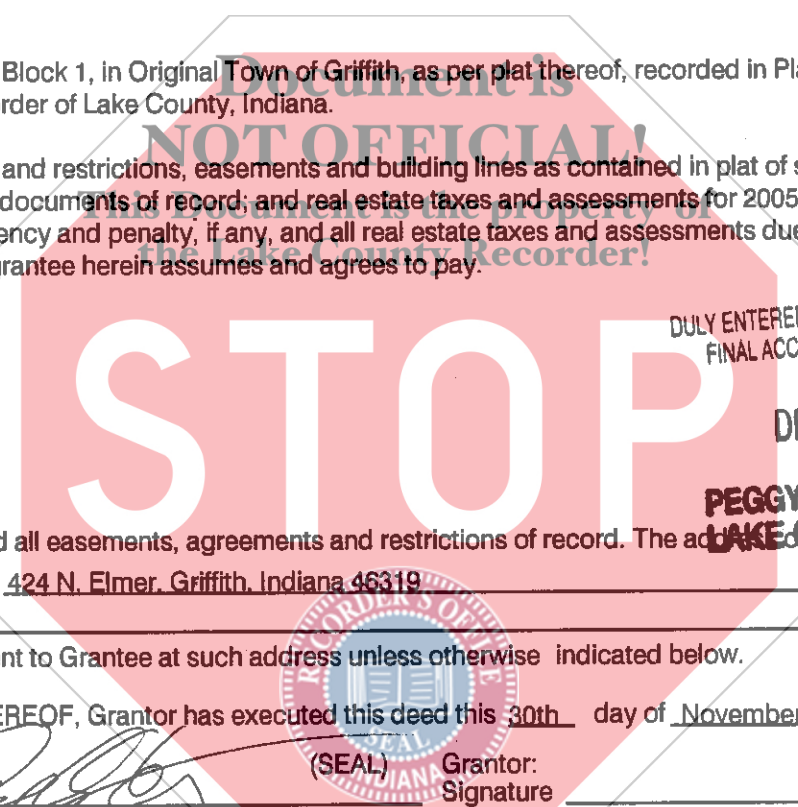 Block 1, in Original Town of Griffith, as per plat thereof, recorded in Pla
Document is
rder of Lake County, Indiana.
NOT OFFICIAL!
and restrictions, easements and building lines as contained in plat of s
documents of record; and real estate taxes and assessments for 2005
This Document is the property of
ency and penalty, if any, and all real estate taxes and assessments due
the Lake County Recorder!
rantee herein assumes and agrees to pay.
DULY ENTERE
FINAL ACC
STOP
PEGGY
d all easements, agreements and restrictions of record. The add
LAKE
424 N. Elmer, Griffith, Indiana 46319
RECORDER'S OFFICE
nt to Grantee at such address unless otherwise indicated below.
EREOF, Grantor has executed this deed this 30th day of November
SEAL
(SEAL) Grantor:
INDIANA
Signature